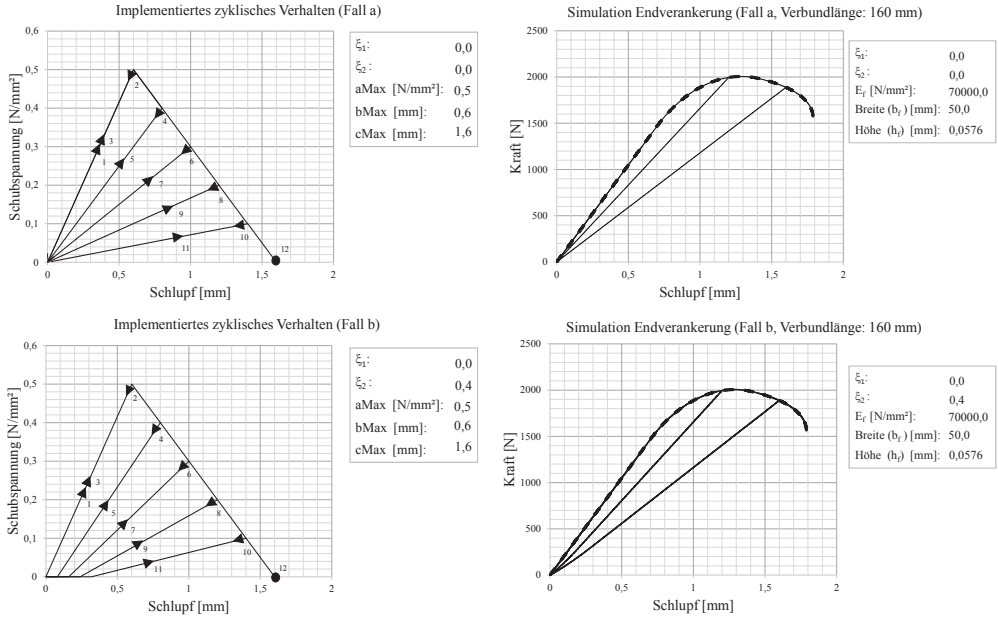 Implementiertes zyklisches Verhalten (Fall a)
Schubspannung [N/mm²]
0,6
0,5
0,4
0,3
0,2
0,1
0
0
0,5
1
1,5
2
Schlupf [mm]
1
2
3
4
5
6
7
8
9
10
11
12
ξ₁: 0,0
ξ₂: 0,0
aMax [N/mm²]: 0,5
bMax [mm]: 0,6
cMax [mm]: 1,6
Simulation Endverankerung (Fall a, Verbundlänge: 160 mm)
Kraft [N]
2500
2000
1500
1000
500
0
0
0,5
1
1,5
2
Schlupf [mm]
ξ₁: 0,0
ξ₂: 0,0
E_f [N/mm²]: 70000,0
Breite (b_f) [mm]: 50,0
Höhe (h_f) [mm]: 0,0576
Implementiertes zyklisches Verhalten (Fall b)
Schubspannung [N/mm²]
0,6
0,5
0,4
0,3
0,2
0,1
0
0
0,5
1
1,5
2
Schlupf [mm]
1
2
3
4
5
6
7
8
9
10
11
12
ξ₁: 0,0
ξ₂: 0,4
aMax [N/mm²]: 0,5
bMax [mm]: 0,6
cMax [mm]: 1,6
Simulation Endverankerung (Fall b, Verbundlänge: 160 mm)
Kraft [N]
2500
2000
1500
1000
500
0
0
0,5
1
1,5
2
Schlupf [mm]
ξ₁: 0,0
ξ₂: 0,4
E_f [N/mm²]: 70000,0
Breite (b_f) [mm]: 50,0
Höhe (h_f) [mm]: 0,0576